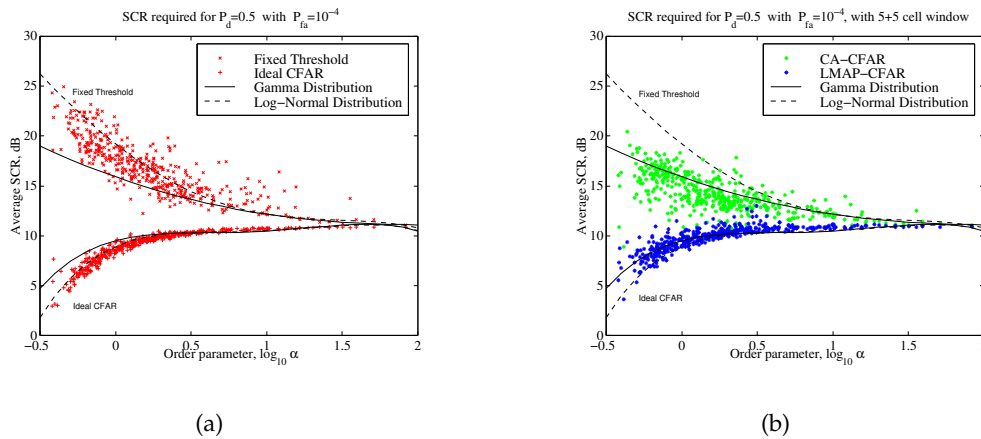 SCR required for P_d=0.5 with P_fa=10^-4
Fixed Threshold
Ideal CFAR
Gamma Distribution
Log-Normal Distribution
Fixed Threshold
Ideal CFAR
Average SCR, dB
30
25
20
15
10
5
0
-0.5 0 0.5 1 1.5 2
Order parameter, log_10 α
(a)
SCR required for P_d=0.5 with P_fa=10^-4, with 5+5 cell window
CA-CFAR
LMAP-CFAR
Gamma Distribution
Log-Normal Distribution
Fixed Threshold
Ideal CFAR
Average SCR, dB
30
25
20
15
10
5
0
-0.5 0 0.5 1 1.5
Order parameter, log_10 α
(b)